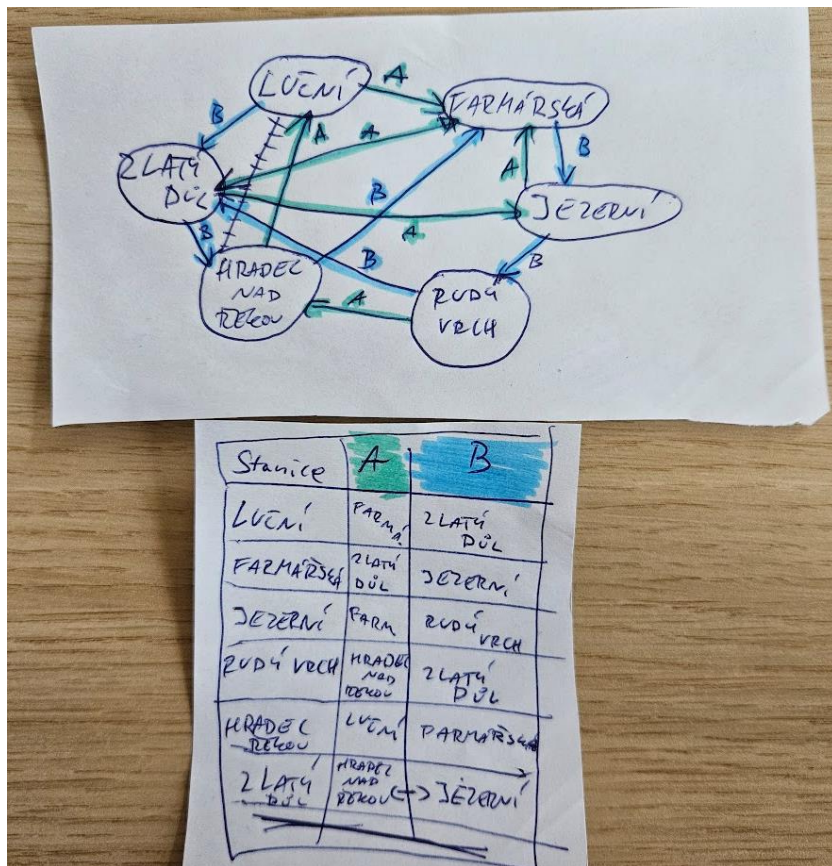 LUČNÍ
A
FARMÁŘSKÁ
B
A
A
B
ZLATÝ
DŮL
B
A
JEZERNÍ
B
A
B
B
HRADEC
NAD
ŘEKOU
A
RUDÝ
VRCH
Stanice A B
LUČNÍ FARMÁ. ZLATÝ
DŮL
FARMÁŘSKÁ ZLATÝ
DŮL JEZERNÍ
JEZERNÍ FARM RUDÝ
VRCH
RUDÝ VRCH HRADEC
NAD
ŘEKOU ZLATÝ
DŮL
HRADEC
ŘEKOU LUČNÍ FARMÁŘSKÁ
ZLATÝ
DŮL HRADEC
NAD
ŘEKOU <-> JEZERNÍ